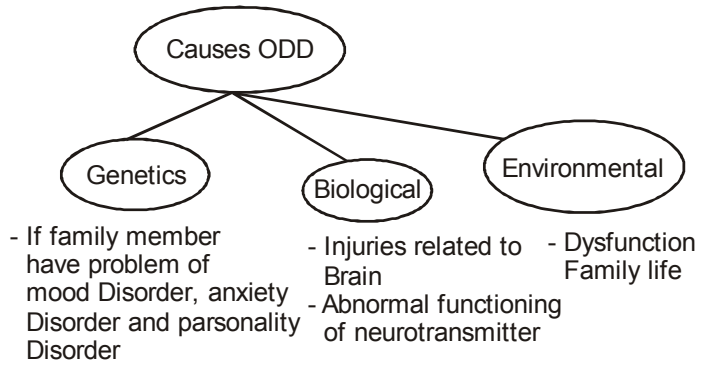 Causes ODD
Genetics
Biological
Environmental
- If family member
have problem of
mood Disorder, anxiety
Disorder and parsonality
Disorder
- Injuries related to
Brain
- Abnormal functioning
of neurotransmitter
- Dysfunction
Family life